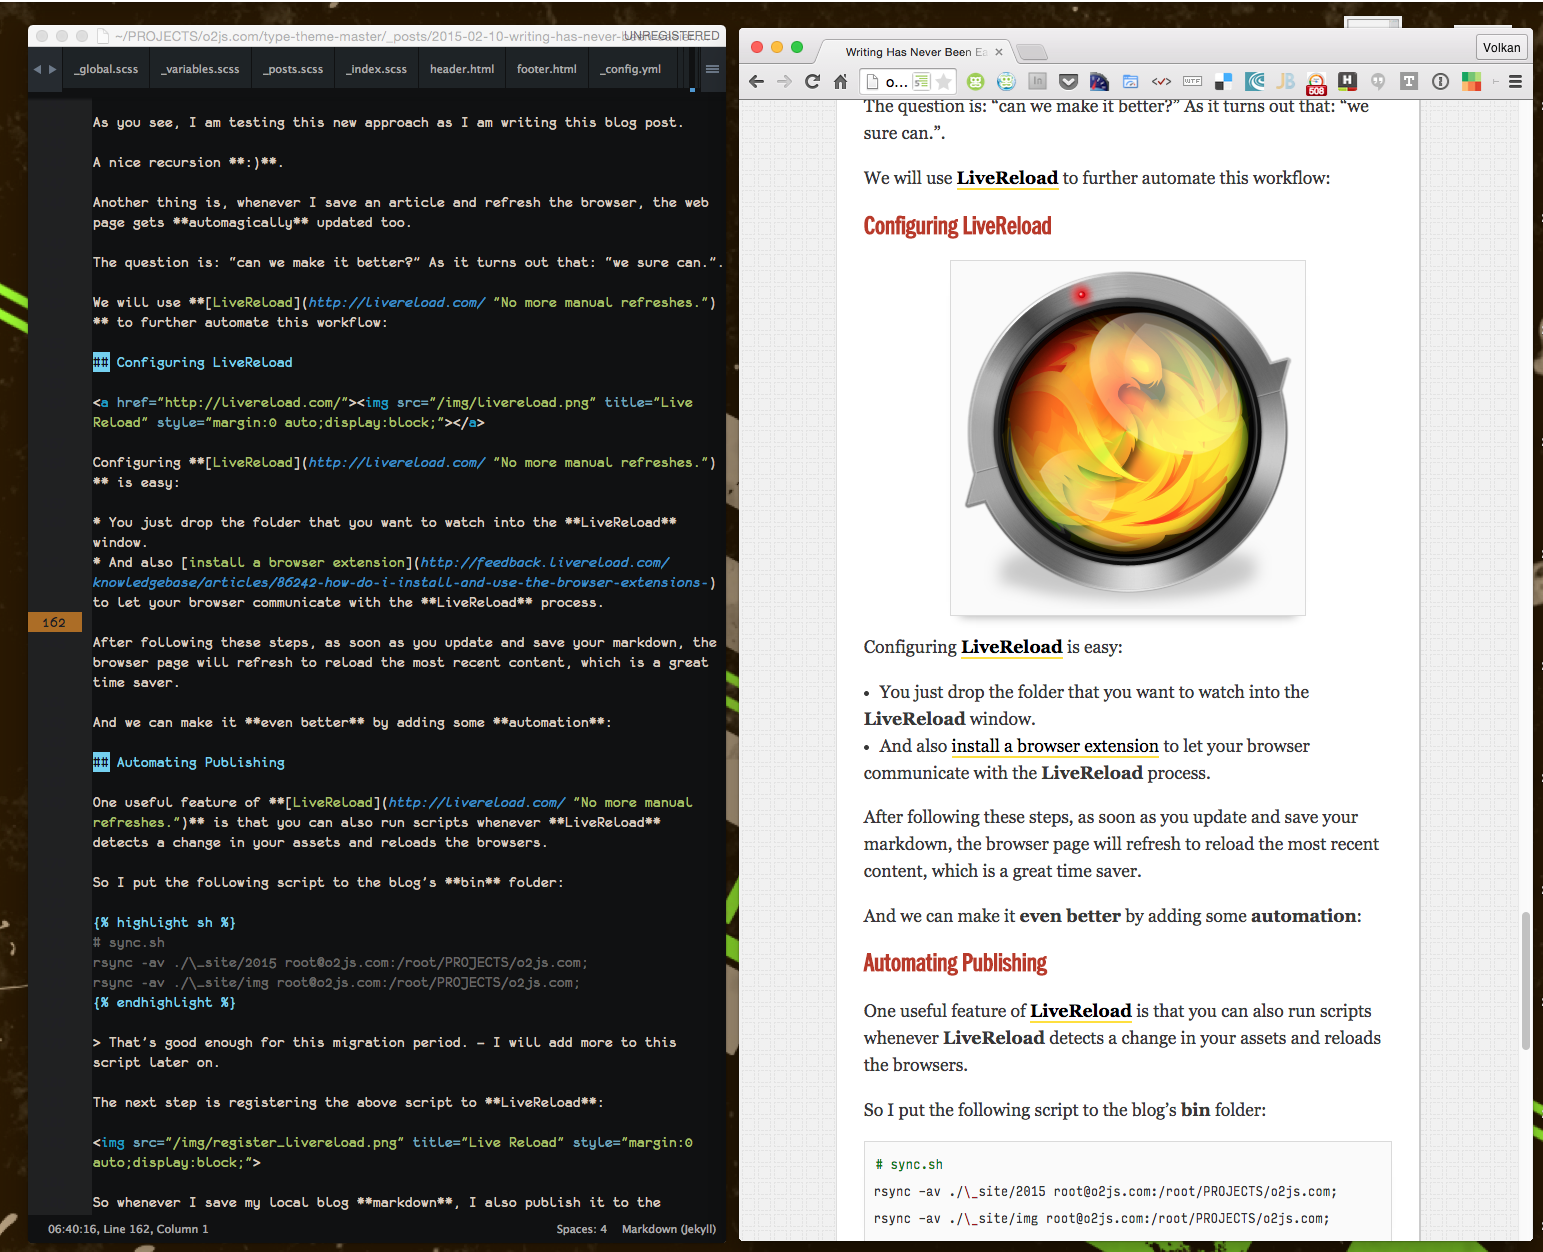 ~/PROJECTS/o2js.com/type-theme-master/_posts/2015-02-10-writing-has-never-been-easier
UNREGISTERED
_global.scss
_variables.scss
_posts.scss
_index.scss
header.html
footer.html
_config.yml
As you see, I am testing this new approach as I am writing this blog post.
A nice recursion **:)**.
Another thing is, whenever I save an article and refresh the browser, the web
page gets **automagically** updated too.
The question is: "can we make it better?" As it turns out that: "we sure can.".
We will use **[LiveReload](http://livereload.com/ "No more manual refreshes.")
** to further automate this workflow:
## Configuring LiveReload
<a href="http://livereload.com/"><img src="/img/livereload.png" title="Live
Reload" style="margin:0 auto;display:block;"></a>
Configuring **[LiveReload](http://livereload.com/ "No more manual refreshes.")
** is easy:
* You just drop the folder that you want to watch into the **LiveReload**
window.
* And also [install a browser extension](http://feedback.livereload.com/
knowledgebase/articles/86242-how-do-i-install-and-use-the-browser-extensions-)
to let your browser communicate with the **LiveReload** process.
162
After following these steps, as soon as you update and save your markdown, the
browser page will refresh to reload the most recent content, which is a great
time saver.
And we can make it **even better** by adding some **automation**:
## Automating Publishing
One useful feature of **[LiveReload](http://livereload.com/ "No more manual
refreshes.")** is that you can also run scripts whenever **LiveReload**
detects a change in your assets and reloads the browsers.
So I put the following script to the blog's **bin** folder:
{% highlight sh %}
# sync.sh
rsync -av ./\_site/2015 root@o2js.com:/root/PROJECTS/o2js.com;
rsync -av ./\_site/img root@o2js.com:/root/PROJECTS/o2js.com;
{% endhighlight %}
> That's good enough for this migration period. – I will add more to this
script later on.
The next step is registering the above script to **LiveReload**:
<img src="/img/register_livereload.png" title="Live Reload" style="margin:0
auto;display:block;">
So whenever I save my local blog **markdown**, I also publish it to the
06:40:16, Line 162, Column 1
Spaces: 4
Markdown (Jekyll)
Writing Has Never Been Ea
Volkan
o...
in
WTF
JB
508
H
T
The question is: “can we make it better?” As it turns out that: “we
sure can.”.
We will use LiveReload to further automate this workflow:
Configuring LiveReload
Configuring LiveReload is easy:
• You just drop the folder that you want to watch into the
LiveReload window.
• And also install a browser extension to let your browser
communicate with the LiveReload process.
After following these steps, as soon as you update and save your
markdown, the browser page will refresh to reload the most recent
content, which is a great time saver.
And we can make it even better by adding some automation:
Automating Publishing
One useful feature of LiveReload is that you can also run scripts
whenever LiveReload detects a change in your assets and reloads
the browsers.
So I put the following script to the blog’s bin folder:
# sync.sh
rsync -av ./\_site/2015 root@o2js.com:/root/PROJECTS/o2js.com;
rsync -av ./\_site/img root@o2js.com:/root/PROJECTS/o2js.com;